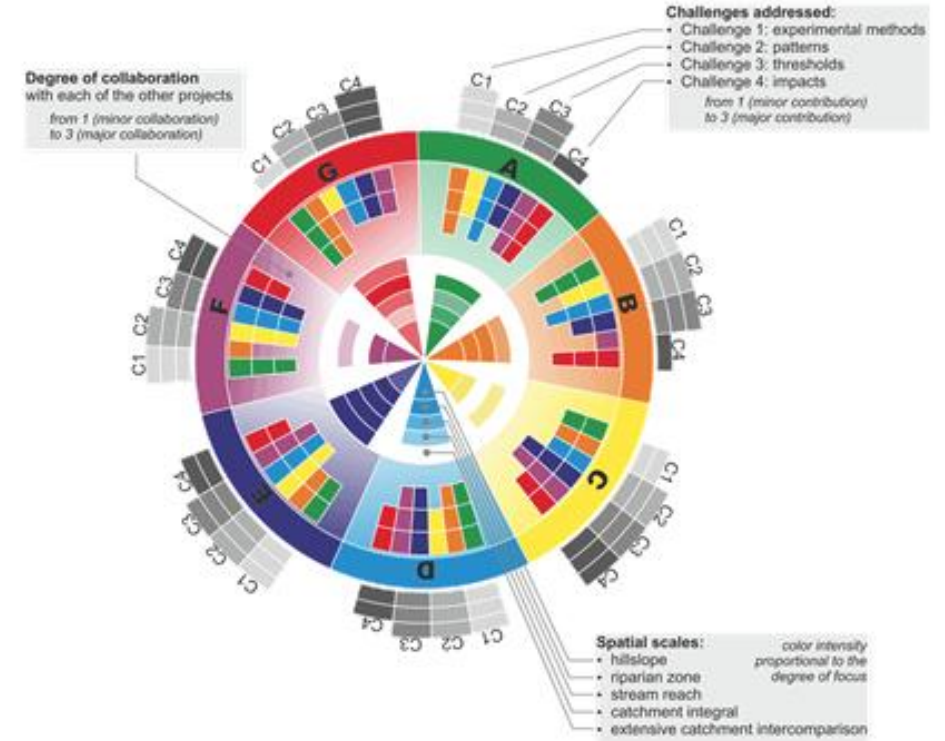 Challenges addressed:
• Challenge 1: experimental methods
• Challenge 2: patterns
• Challenge 3: thresholds
• Challenge 4: impacts
from 1 (minor contribution)
to 3 (major contribution)
Degree of collaboration
with each of the other projects
from 1 (minor collaboration)
to 3 (major collaboration)
C1
C2
C3
C4
A
C1
C2
C3
C4
B
C1
C2
C3
C4
C
C1
C2
C3
C4
D
C1
C2
C3
C4
E
C1
C2
C3
C4
F
C1
C2
C3
C4
G
Spatial scales:
• hillslope
• riparian zone
• stream reach
• catchment integral
• extensive catchment intercomparison
color intensity
proportional to the
degree of focus